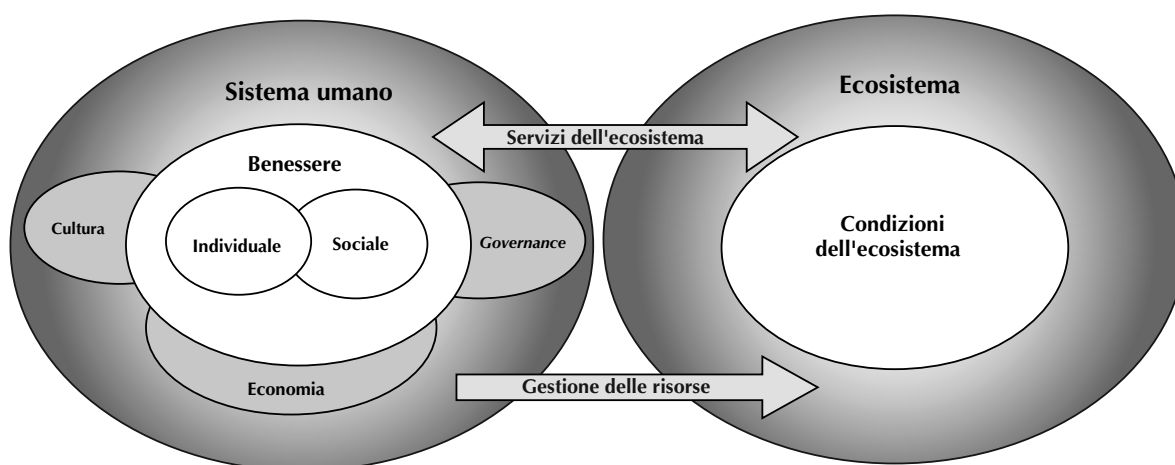 Sistema umano
Ecosistema
Servizi dell'ecosistema
Benessere
Cultura
Individuale
Sociale
Governance
Condizioni
dell'ecosistema
Economia
Gestione delle risorse